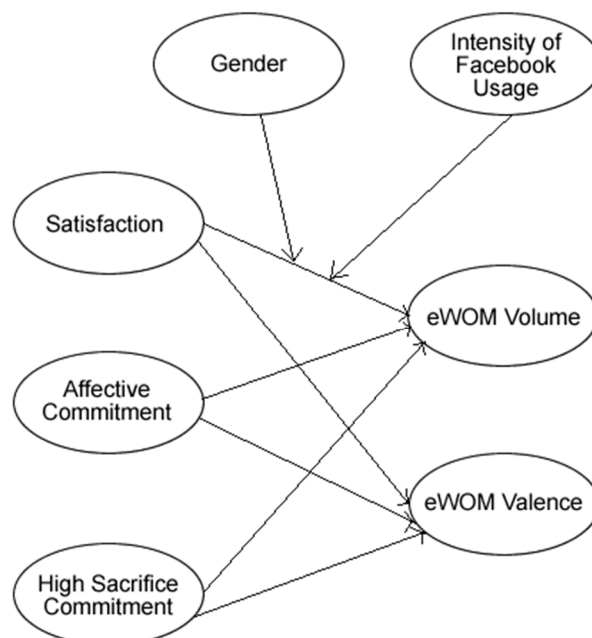 Gender
Intensity of
Facebook
Usage
Satisfaction
eWOM Volume
Affective
Commitment
eWOM Valence
High Sacrifice
Commitment